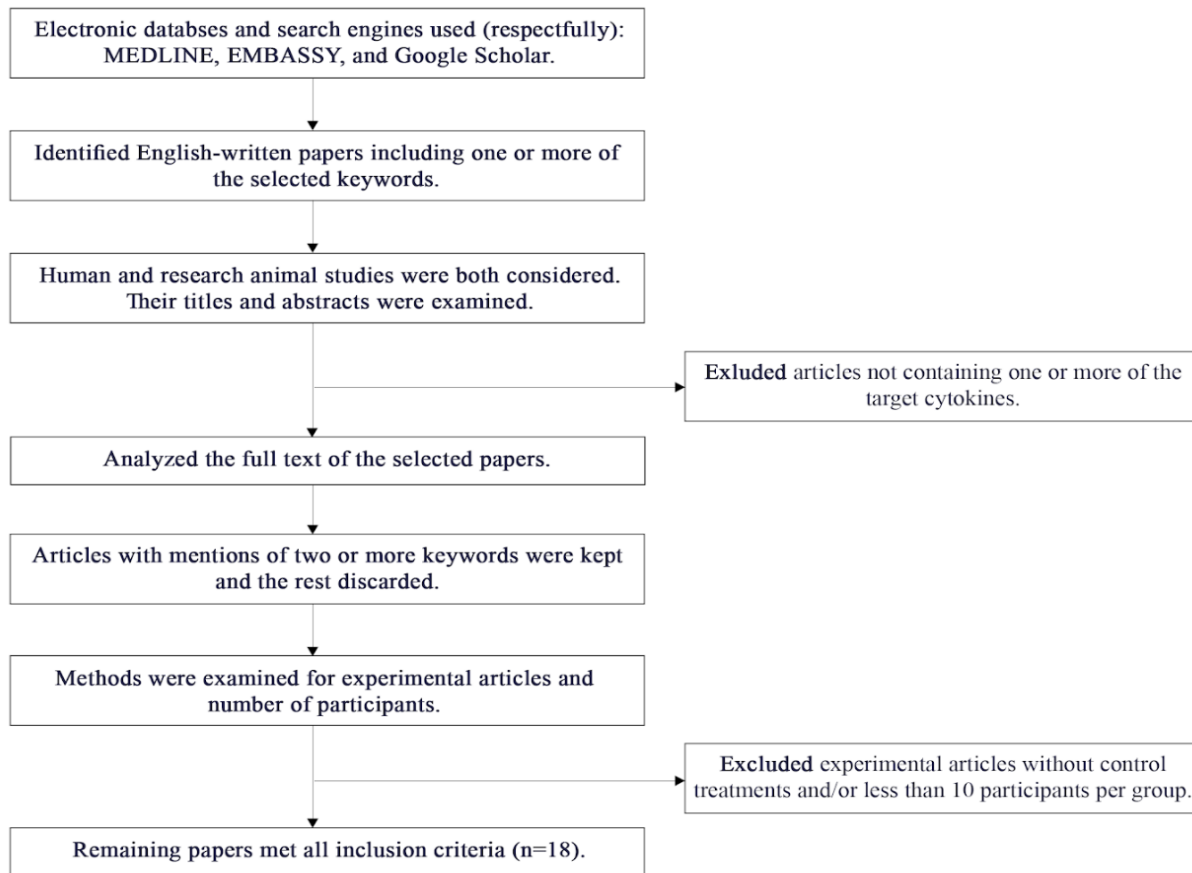 Electronic databses and search engines used (respectfully):
MEDLINE, EMBASSY, and Google Scholar.
Identified English-written papers including one or more of
the selected keywords.
Human and research animal studies were both considered.
Their titles and abstracts were examined.
Exluded articles not containing one or more of the
target cytokines.
Analyzed the full text of the selected papers.
Articles with mentions of two or more keywords were kept
and the rest discarded.
Methods were examined for experimental articles and
number of participants.
Excluded experimental articles without control
treatments and/or less than 10 participants per group.
Remaining papers met all inclusion criteria (n=18).